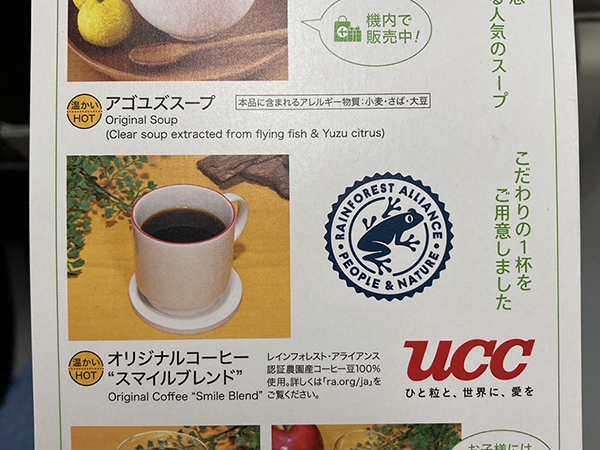 る人気のスープ
機内で
販売中!
温かい
HOT
アゴユズスープ
本品に含まれるアレルギー物質:小麦・さば・大豆
Original Soup
(Clear soup extracted from flying fish & Yuzu citrus)
こだわりの1杯を
ご用意しました
RAINFOREST ALLIANCE
PEOPLE & NATURE
温かい
HOT
オリジナルコーヒー
“スマイルブレンド”
Original Coffee “Smile Blend”
レインフォレスト・アライアンス
認証農園産コーヒー豆100%
使用。詳しくは「ra.org/ja」を
ご覧ください。
UCC
ひと粒と、世界に、愛を
お子様には